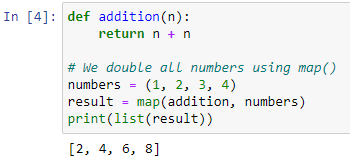 In [4]: def addition(n):
    return n + n

# We double all numbers using map()
numbers = (1, 2, 3, 4)
result = map(addition, numbers)
print(list(result))

[2, 4, 6, 8]